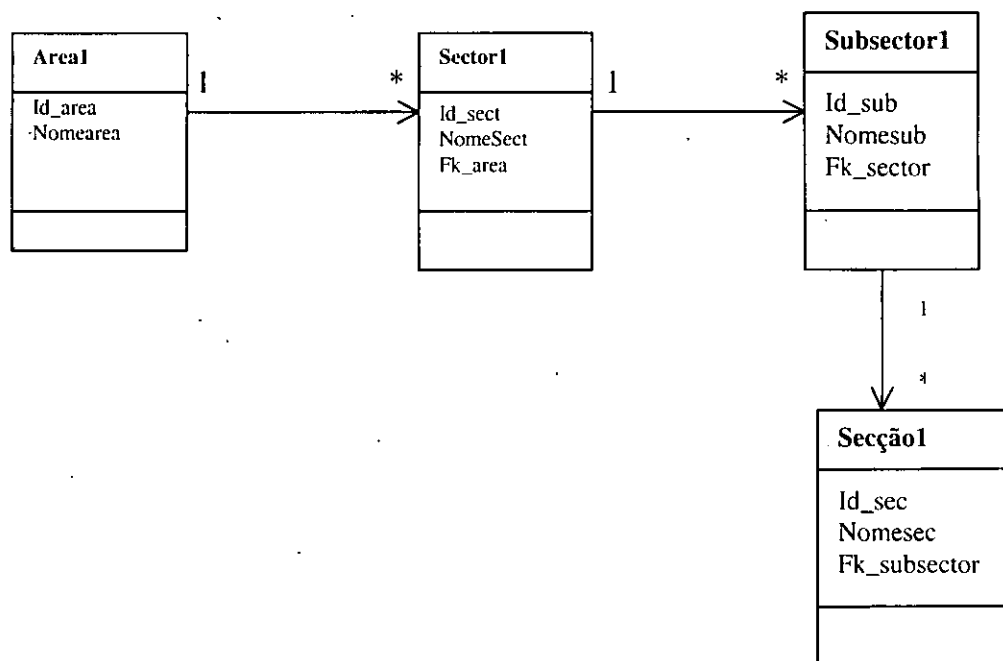 Area1
Id_area
Nomearea
1
*
Sector1
Id_sect
NomeSect
Fk_area
1
*
Subsector1
Id_sub
Nomesub
Fk_sector
1
*
Secção1
Id_sec
Nomesec
Fk_subsector